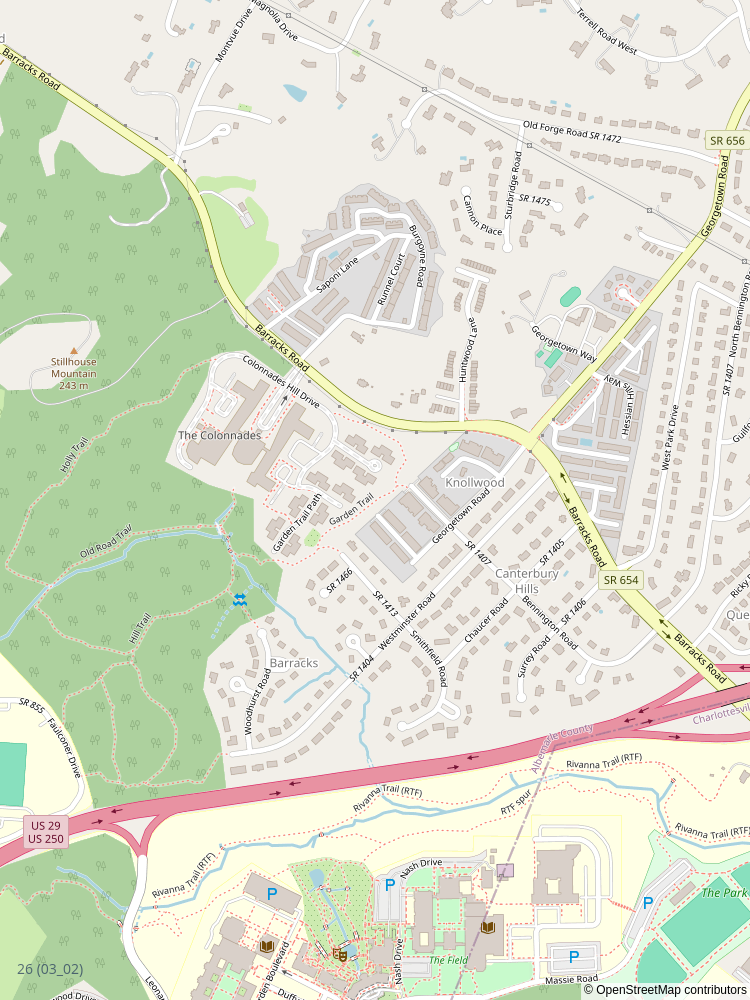 Magnolia Drive
Terrell Road West
Montvue Drive
Barracks Road
Old Forge Road SR 1472
SR 656
Georgetown Road
Sturbridge Road
SR 1475
Cannon Place
Burgoyne Road
Saponi Lane
Runnel Court
Barracks Road
Huntwood Lane
Georgetown Way
SR 1407 - North Bennington Road
Stillhouse
Mountain
243 m
Colonnades Hill Drive
Hessian Hills Way
West Park Drive
The Colonnades
Holly Trail
Knollwood
Garden Trail
Garden Trail Path
Georgetown Road
Old Road Trail
Barracks Road
SR 1407
SR 1405
Canterbury
Hills
SR 654
SR 1466
SR 1413
Bennington Road
SR 1406
Chaucer Road
Westminster Road
Smithfield Road
Surrey Road
Hill Trail
Barracks
SR 1404
Woodhurst Road
Barracks Road
SR 855
Faulconer Drive
Albemarle County
Rivanna Trail (RTF)
Rivanna Trail (RTF)
RTF spur
Rivanna Trail (RTF)
US 29
US 250
Rivanna Trail (RTF)
Nash Drive
P
P
P
P
The Park
The Field
Nash Drive
Massie Road
26 (03_02)
© OpenStreetMap contributors